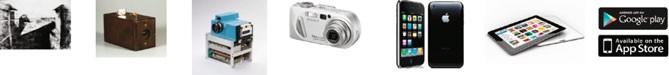 ANDROID APP ON
Google play
Available on the
App Store